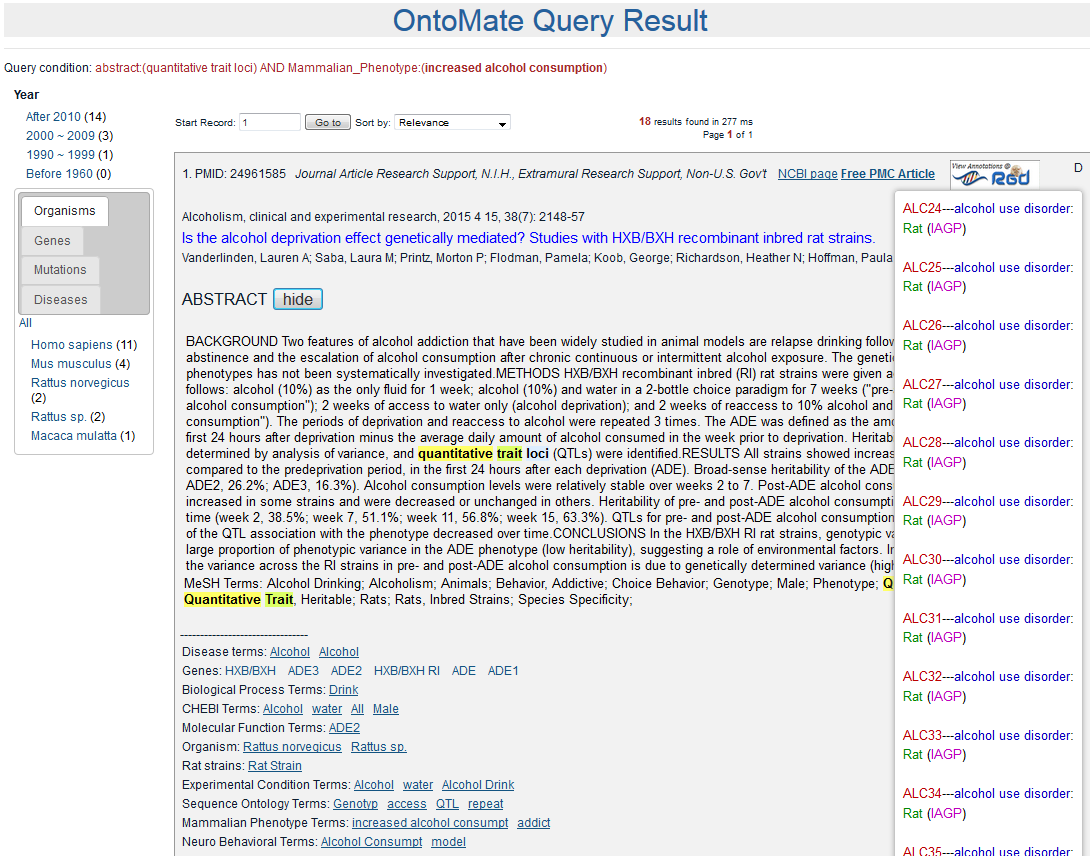 OntoMate Query Result
Query condition: abstract:(quantitative trait loci) AND Mammalian_Phenotype:(increased alcohol consumption)
Year
After 2010 (14)
2000 ~ 2009 (3)
1990 ~ 1999 (1)
Before 1960 (0)
Organisms
Genes
Mutations
Diseases
All
Homo sapiens (11)
Mus musculus (4)
Rattus norvegicus
(2)
Rattus sp. (2)
Macaca mulatta (1)
Start Record: 1 Go to Sort by: Relevance
18 results found in 277 ms
Page 1 of 1
1. PMID: 24961585 Journal Article Research Support, N.I.H., Extramural Research Support, Non-U.S. Gov't NCBI page Free PMC Article View Annotations @ RGD D
Alcoholism, clinical and experimental research, 2015 4 15, 38(7): 2148-57
Is the alcohol deprivation effect genetically mediated? Studies with HXB/BXH recombinant inbred rat strains.
Vanderlinden, Lauren A; Saba, Laura M; Printz, Morton P; Flodman, Pamela; Koob, George; Richardson, Heather N; Hoffman, Paula
ABSTRACT hide
BACKGROUND Two features of alcohol addiction that have been widely studied in animal models are relapse drinking follow
abstinence and the escalation of alcohol consumption after chronic continuous or intermittent alcohol exposure. The geneti
phenotypes has not been systematically investigated.METHODS HXB/BXH recombinant inbred (RI) rat strains were given a
follows: alcohol (10%) as the only fluid for 1 week; alcohol (10%) and water in a 2-bottle choice paradigm for 7 weeks ("pre-
alcohol consumption"); 2 weeks of access to water only (alcohol deprivation); and 2 weeks of reaccess to 10% alcohol and
consumption"). The periods of deprivation and reaccess to alcohol were repeated 3 times. The ADE was defined as the amo
first 24 hours after deprivation minus the average daily amount of alcohol consumed in the week prior to deprivation. Heritab
determined by analysis of variance, and quantitative trait loci (QTLs) were identified.RESULTS All strains showed increas
compared to the predeprivation period, in the first 24 hours after each deprivation (ADE). Broad-sense heritability of the ADE
ADE2, 26.2%; ADE3, 16.3%). Alcohol consumption levels were relatively stable over weeks 2 to 7. Post-ADE alcohol cons
increased in some strains and were decreased or unchanged in others. Heritability of pre- and post-ADE alcohol consumpti
time (week 2, 38.5%; week 7, 51.1%; week 11, 56.8%; week 15, 63.3%). QTLs for pre- and post-ADE alcohol consumption
of the QTL association with the phenotype decreased over time.CONCLUSIONS In the HXB/BXH RI rat strains, genotypic va
large proportion of phenotypic variance in the ADE phenotype (low heritability), suggesting a role of environmental factors. In
the variance across the RI strains in pre- and post-ADE alcohol consumption is due to genetically determined variance (high
MeSH Terms: Alcohol Drinking; Alcoholism; Animals; Behavior, Addictive; Choice Behavior; Genotype; Male; Phenotype; Q
Quantitative Trait, Heritable; Rats; Rats, Inbred Strains; Species Specificity;
--------------------------------
Disease terms: Alcohol Alcohol
Genes: HXB/BXH ADE3 ADE2 HXB/BXH RI ADE ADE1
Biological Process Terms: Drink
CHEBI Terms: Alcohol water All Male
Molecular Function Terms: ADE2
Organism: Rattus norvegicus Rattus sp.
Rat strains: Rat Strain
Experimental Condition Terms: Alcohol water Alcohol Drink
Sequence Ontology Terms: Genotyp access QTL repeat
Mammalian Phenotype Terms: increased alcohol consumpt addict
Neuro Behavioral Terms: Alcohol Consumpt model
ALC24---alcohol use disorder:
Rat (IAGP)
ALC25---alcohol use disorder:
Rat (IAGP)
ALC26---alcohol use disorder:
Rat (IAGP)
ALC27---alcohol use disorder:
Rat (IAGP)
ALC28---alcohol use disorder:
Rat (IAGP)
ALC29---alcohol use disorder:
Rat (IAGP)
ALC30---alcohol use disorder:
Rat (IAGP)
ALC31---alcohol use disorder:
Rat (IAGP)
ALC32---alcohol use disorder:
Rat (IAGP)
ALC33---alcohol use disorder:
Rat (IAGP)
ALC34---alcohol use disorder:
Rat (IAGP)
ALC35---alcohol use disorder: